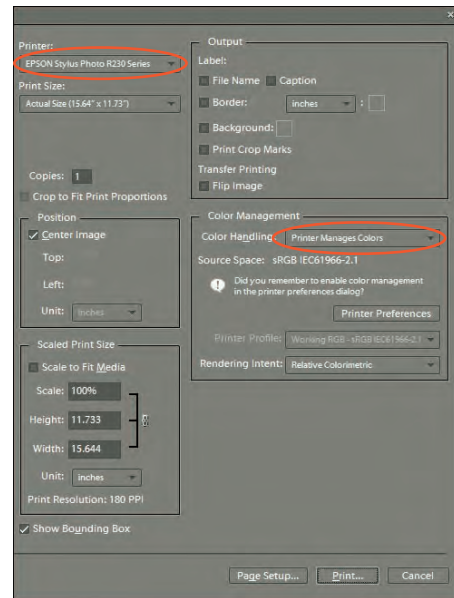 Printer:
EPSON Stylus Photo R230 Series
Print Size:
Actual Size (15.64" x 11.73")
Copies: 1
Crop to Fit Print Proportions
Position
Center Image
Top:
Left:
Unit: inches
Scaled Print Size
Scale to Fit Media
Scale: 100%
Height: 11.733
Width: 15.644
Unit: inches
Print Resolution: 180 PPI
Show Bounding Box
Output
Label:
File Name Caption
Border: inches :
Background:
Print Crop Marks
Transfer Printing
Flip Image
Color Management
Color Handling: Printer Manages Colors
Source Space: sRGB IEC61966-2.1
Did you remember to enable color management
in the printer preferences dialog?
Printer Preferences
Printer Profile: Working RGB - sRGB IEC61966-2.1
Rendering Intent: Relative Colorimetric
Page Setup... Print... Cancel